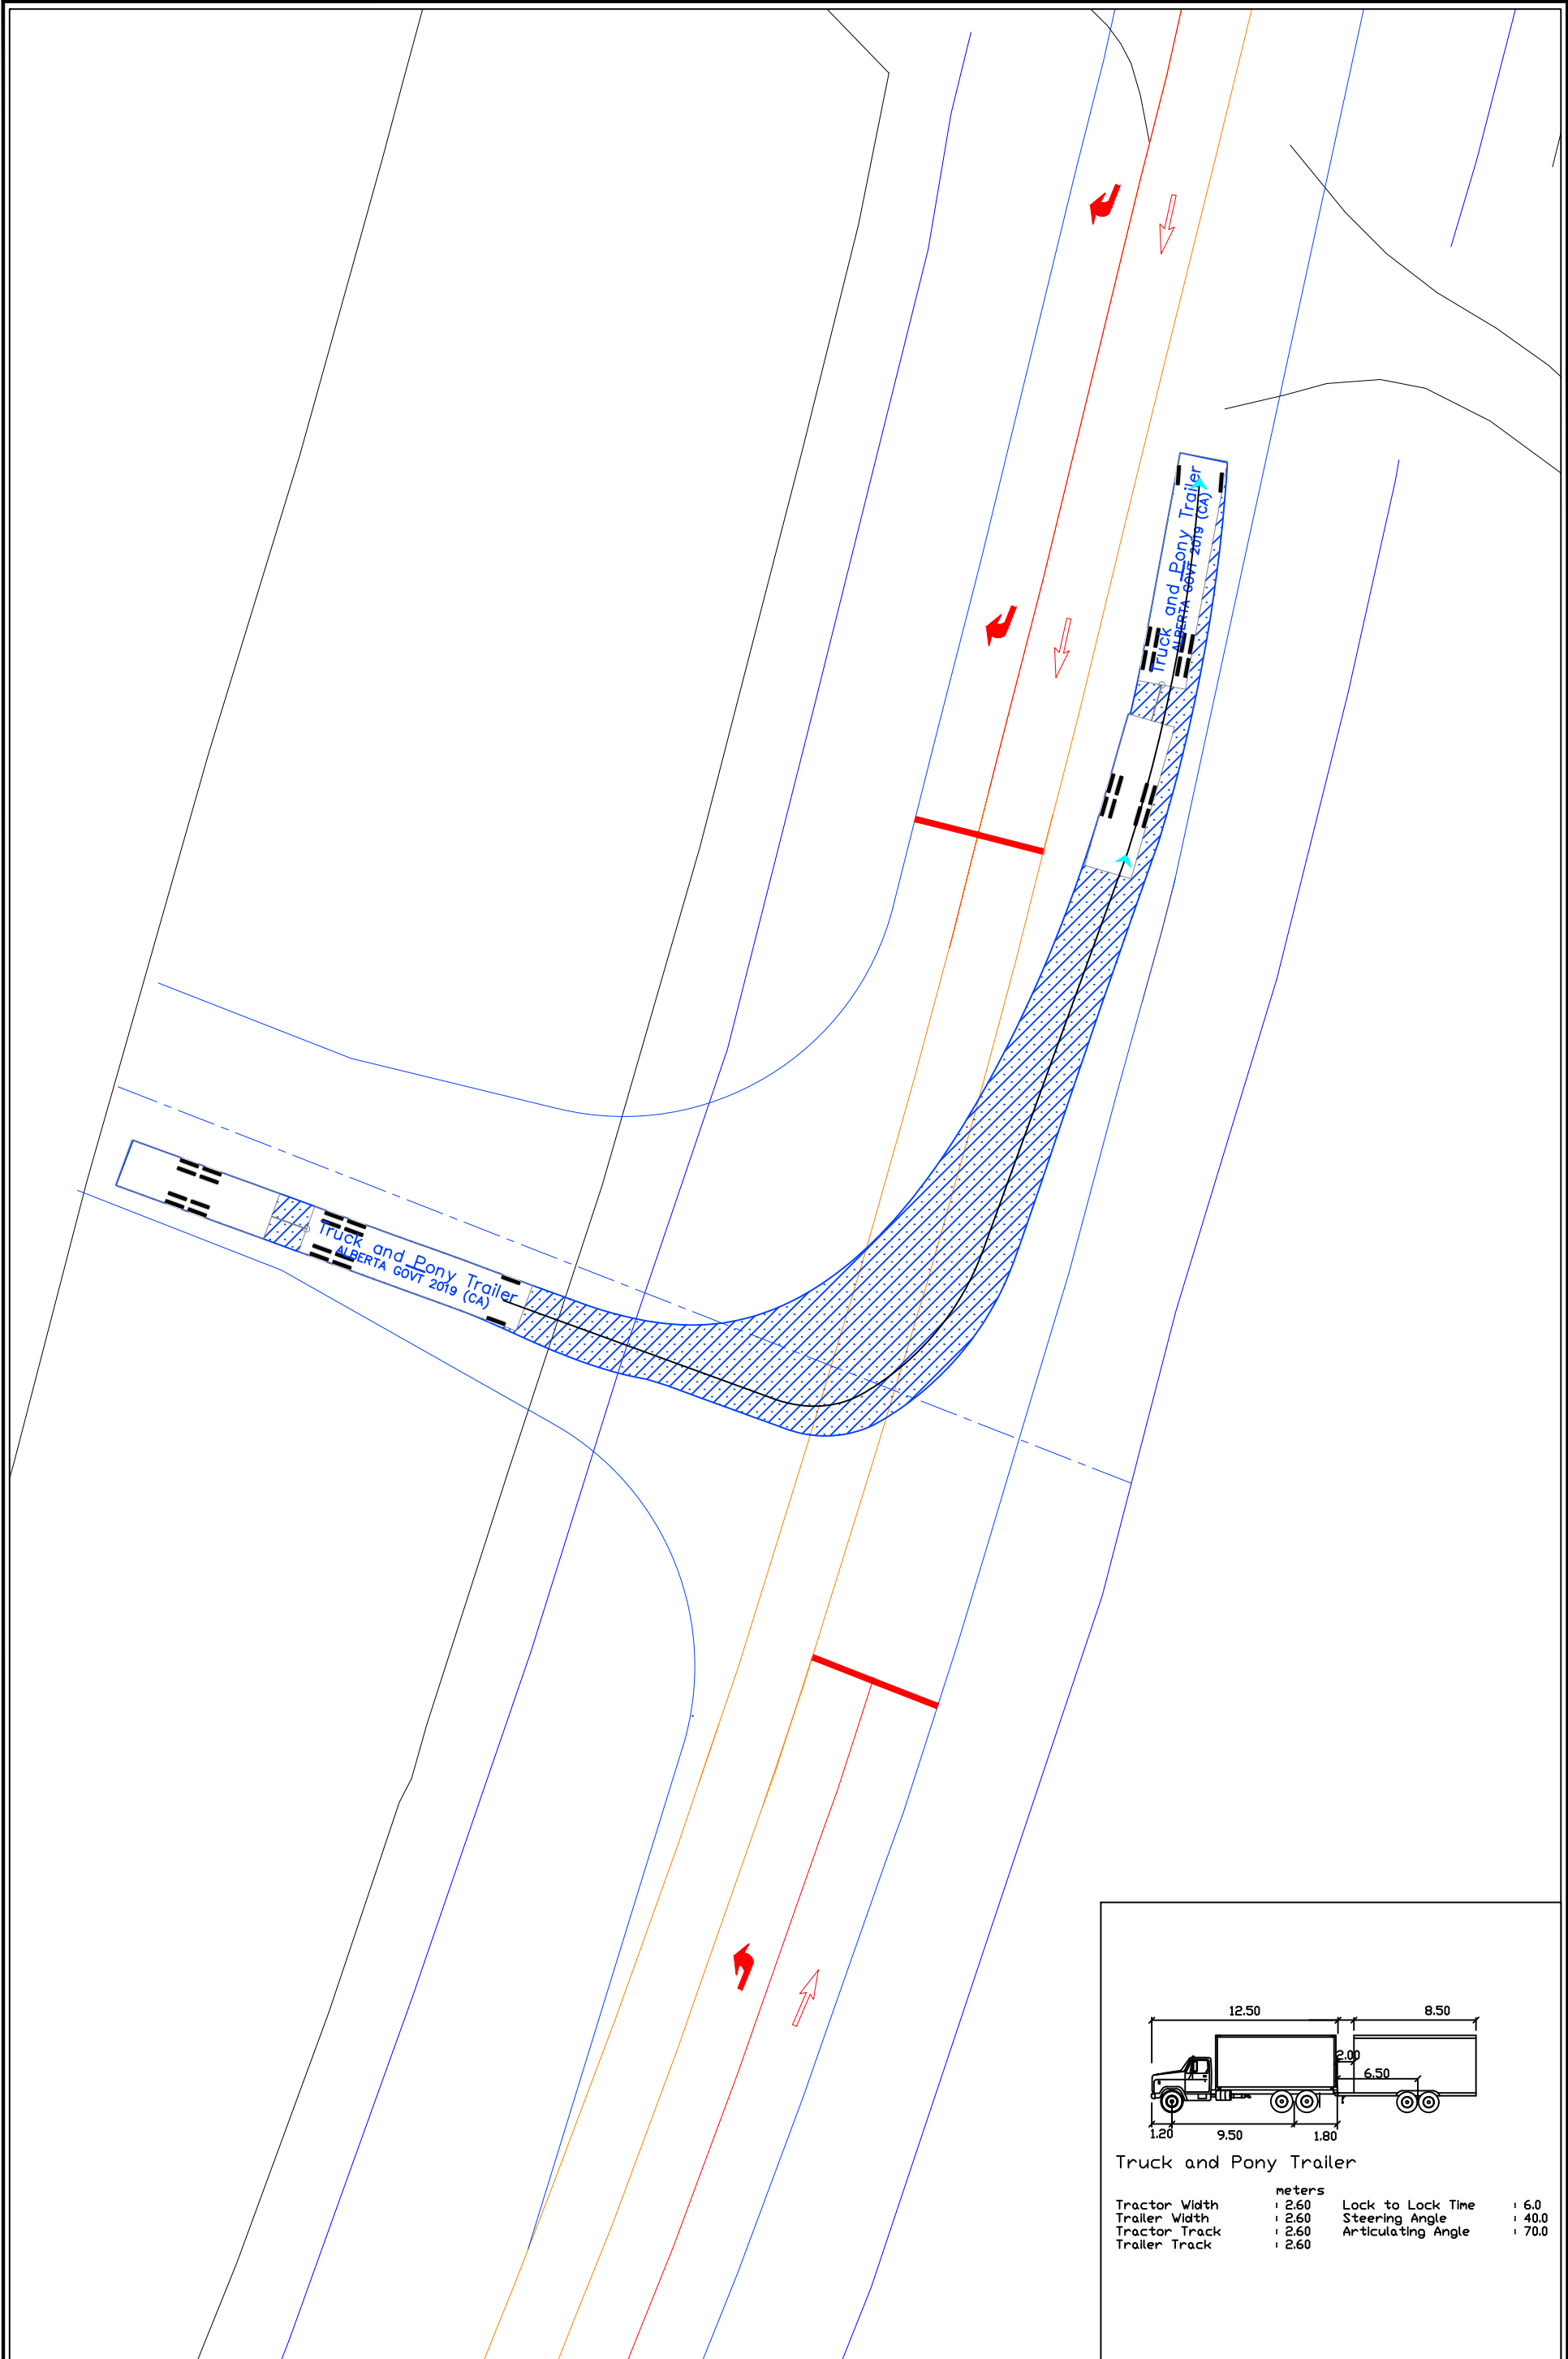 Truck and Pony Trailer
ALBERTA GOVT 2019 (CA)
Truck and Pony Trailer
ALBERTA GOVT 2019 (CA)
12.50
8.50
2.00
6.50
1.20
9.50
1.80
Truck and Pony Trailer
meters
Tractor Width : 2.60 Lock to Lock Time : 6.0
Trailer Width : 2.60 Steering Angle : 40.0
Tractor Track : 2.60 Articulating Angle : 70.0
Trailer Track : 2.60